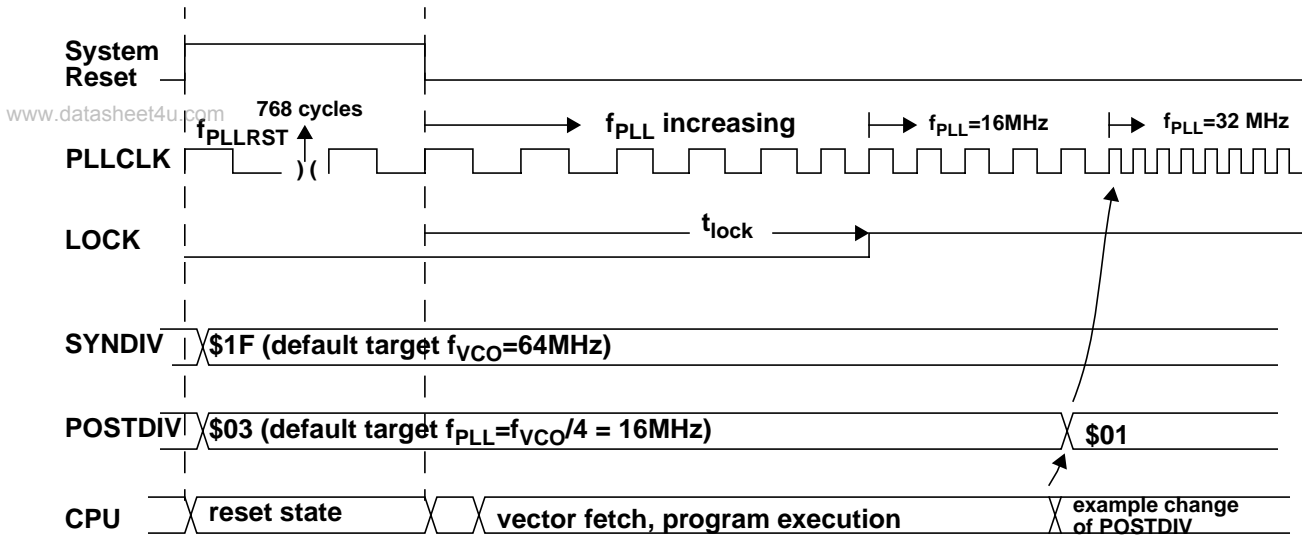 System
Reset
www.datasheet4u.com
768 cycles
fPLLRST
fPLL increasing
fPLL=16MHz
fPLL=32 MHz
PLLCLK
) (
LOCK
tlock
SYNDIV
$1F (default target fVCO=64MHz)
POSTDIV
$03 (default target fPLL=fVCO/4 = 16MHz)
$01
CPU
reset state
vector fetch, program execution
example change
of POSTDIV